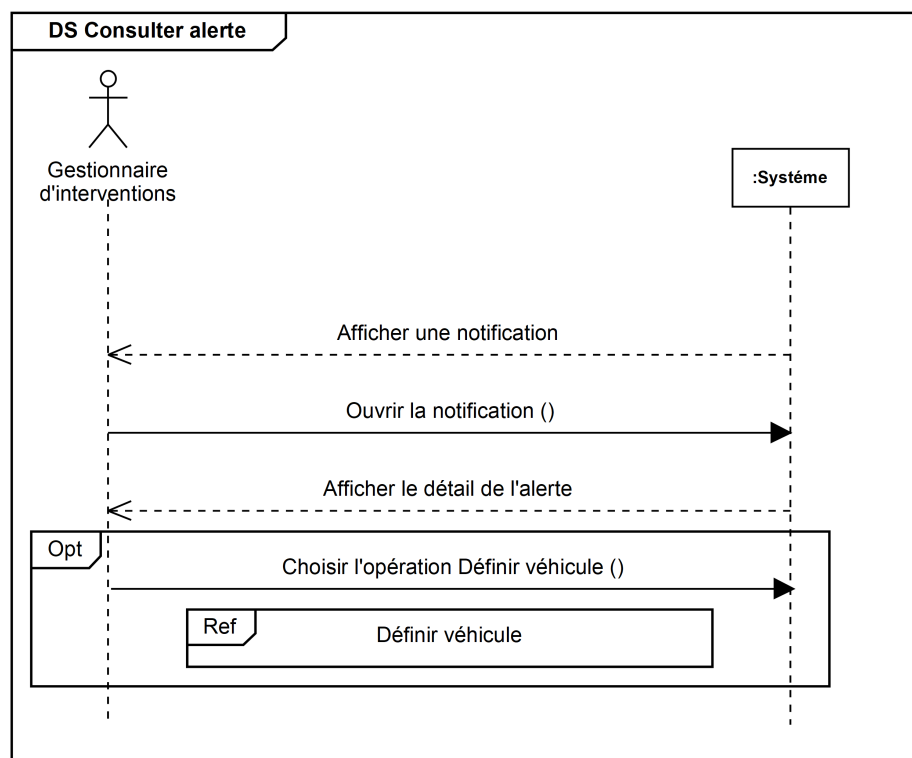 DS Consulter alerte
Gestionnaire
d'interventions
:Systéme
Afficher une notification
Ouvrir la notification ()
Afficher le détail de l'alerte
Opt
Choisir l'opération Définir véhicule ()
Ref
Définir véhicule